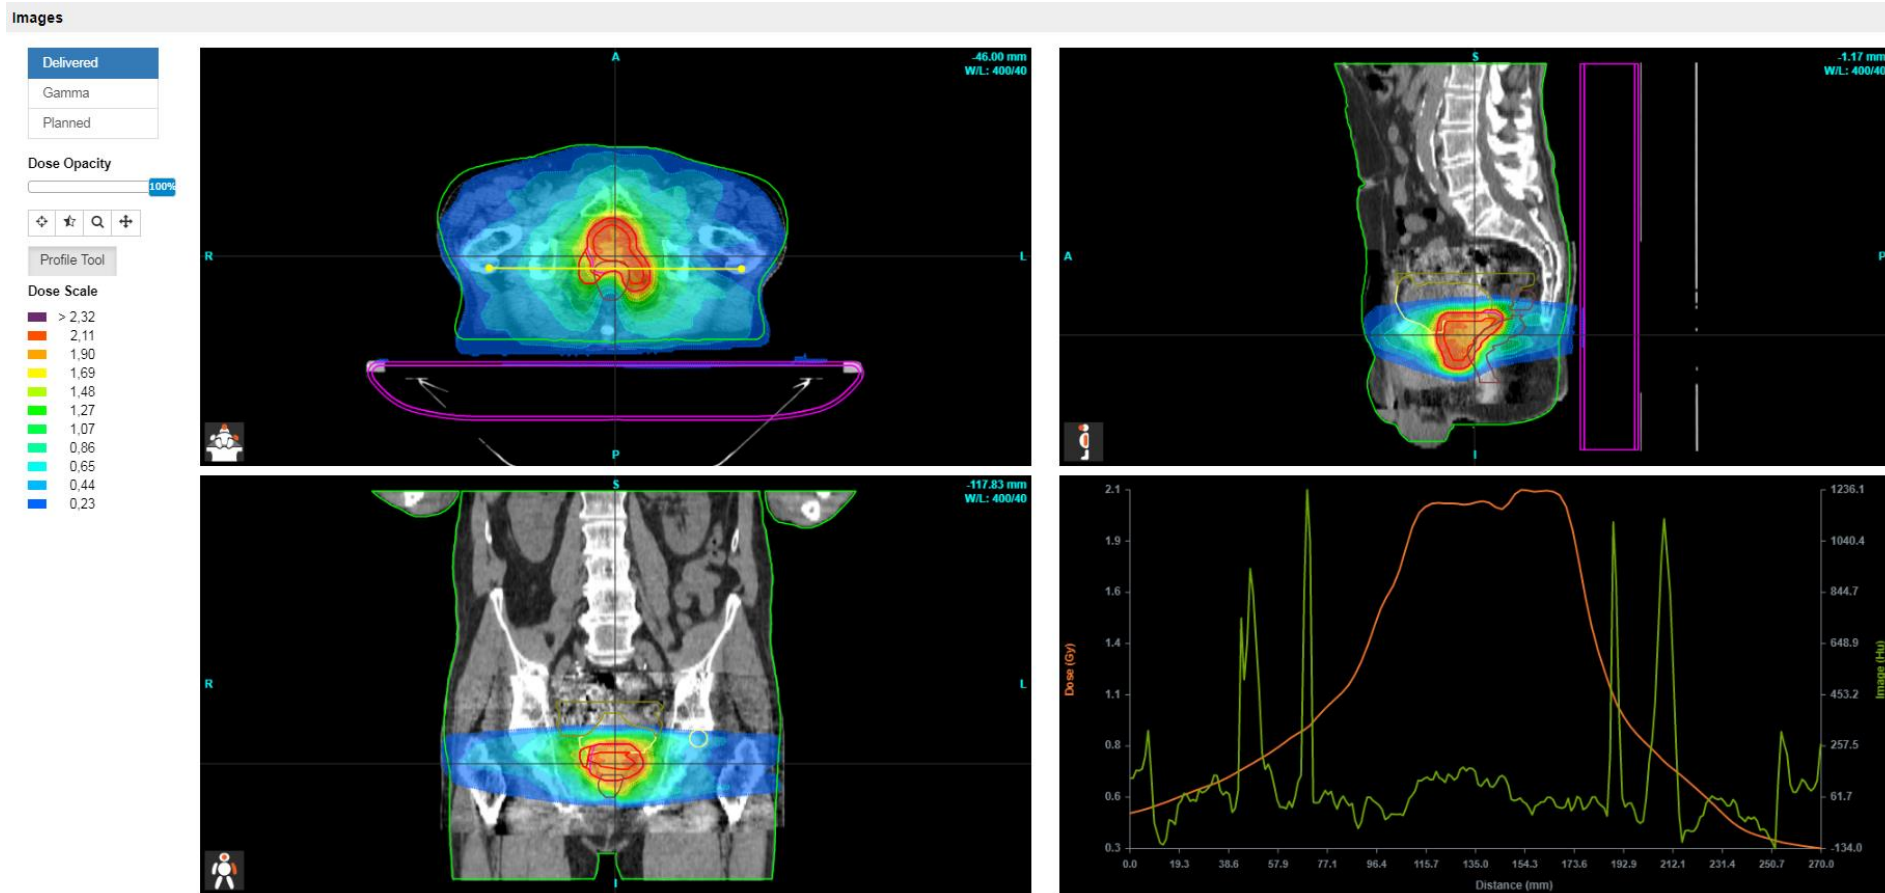 Images
Delivered
Gamma
Planned
Dose Opacity
100%
Profile Tool
Dose Scale
> 2,32
2,11
1,90
1,69
1,48
1,27
1,07
0,86
0,65
0,44
0,23
A
-46.00 mm
W/L: 400/40
R
L
P
S
-1.17 mm
W/L: 400/40
A
P
I
S
-117.83 mm
W/L: 400/40
R
L
I
2.1
1.9
1.6
1.4
1.1
0.8
0.6
0.3
Dose (Gy)
1236.1
1040.4
844.7
648.9
453.2
257.5
61.7
-134.0
Image (Hu)
0.0 19.3 38.6 57.9 77.1 96.4 115.7 135.0 154.3 173.6 192.9 212.1 231.4 250.7 270.0
Distance (mm)